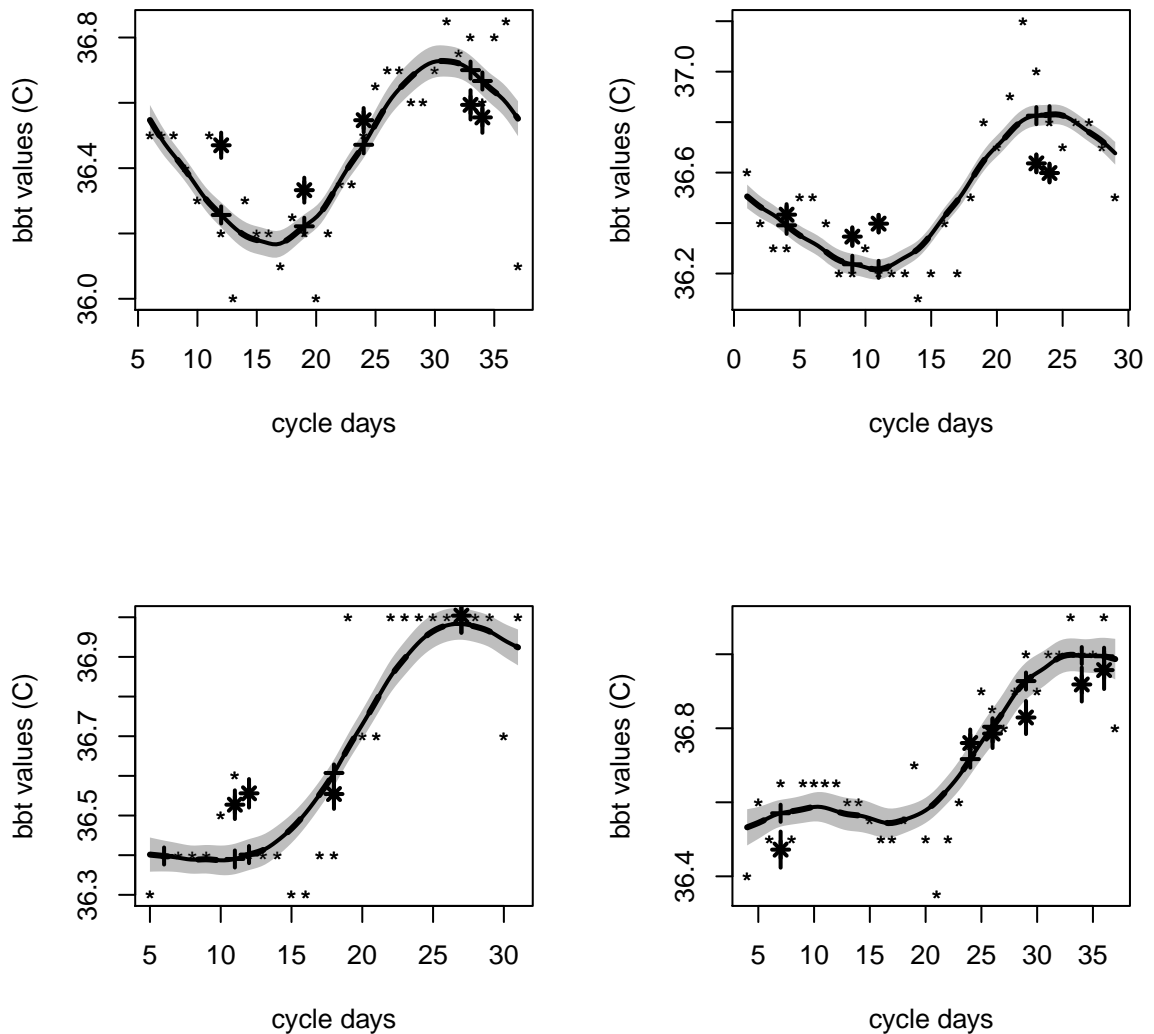 bbt values (C)
36.0 36.4 36.8
5 10 15 20 25 30 35
cycle days
bbt values (C)
36.2 36.6 37.0
0 5 10 15 20 25 30
cycle days
bbt values (C)
36.3 36.5 36.7 36.9
5 10 15 20 25 30
cycle days
bbt values (C)
36.4 36.8
5 10 15 20 25 30 35
cycle days